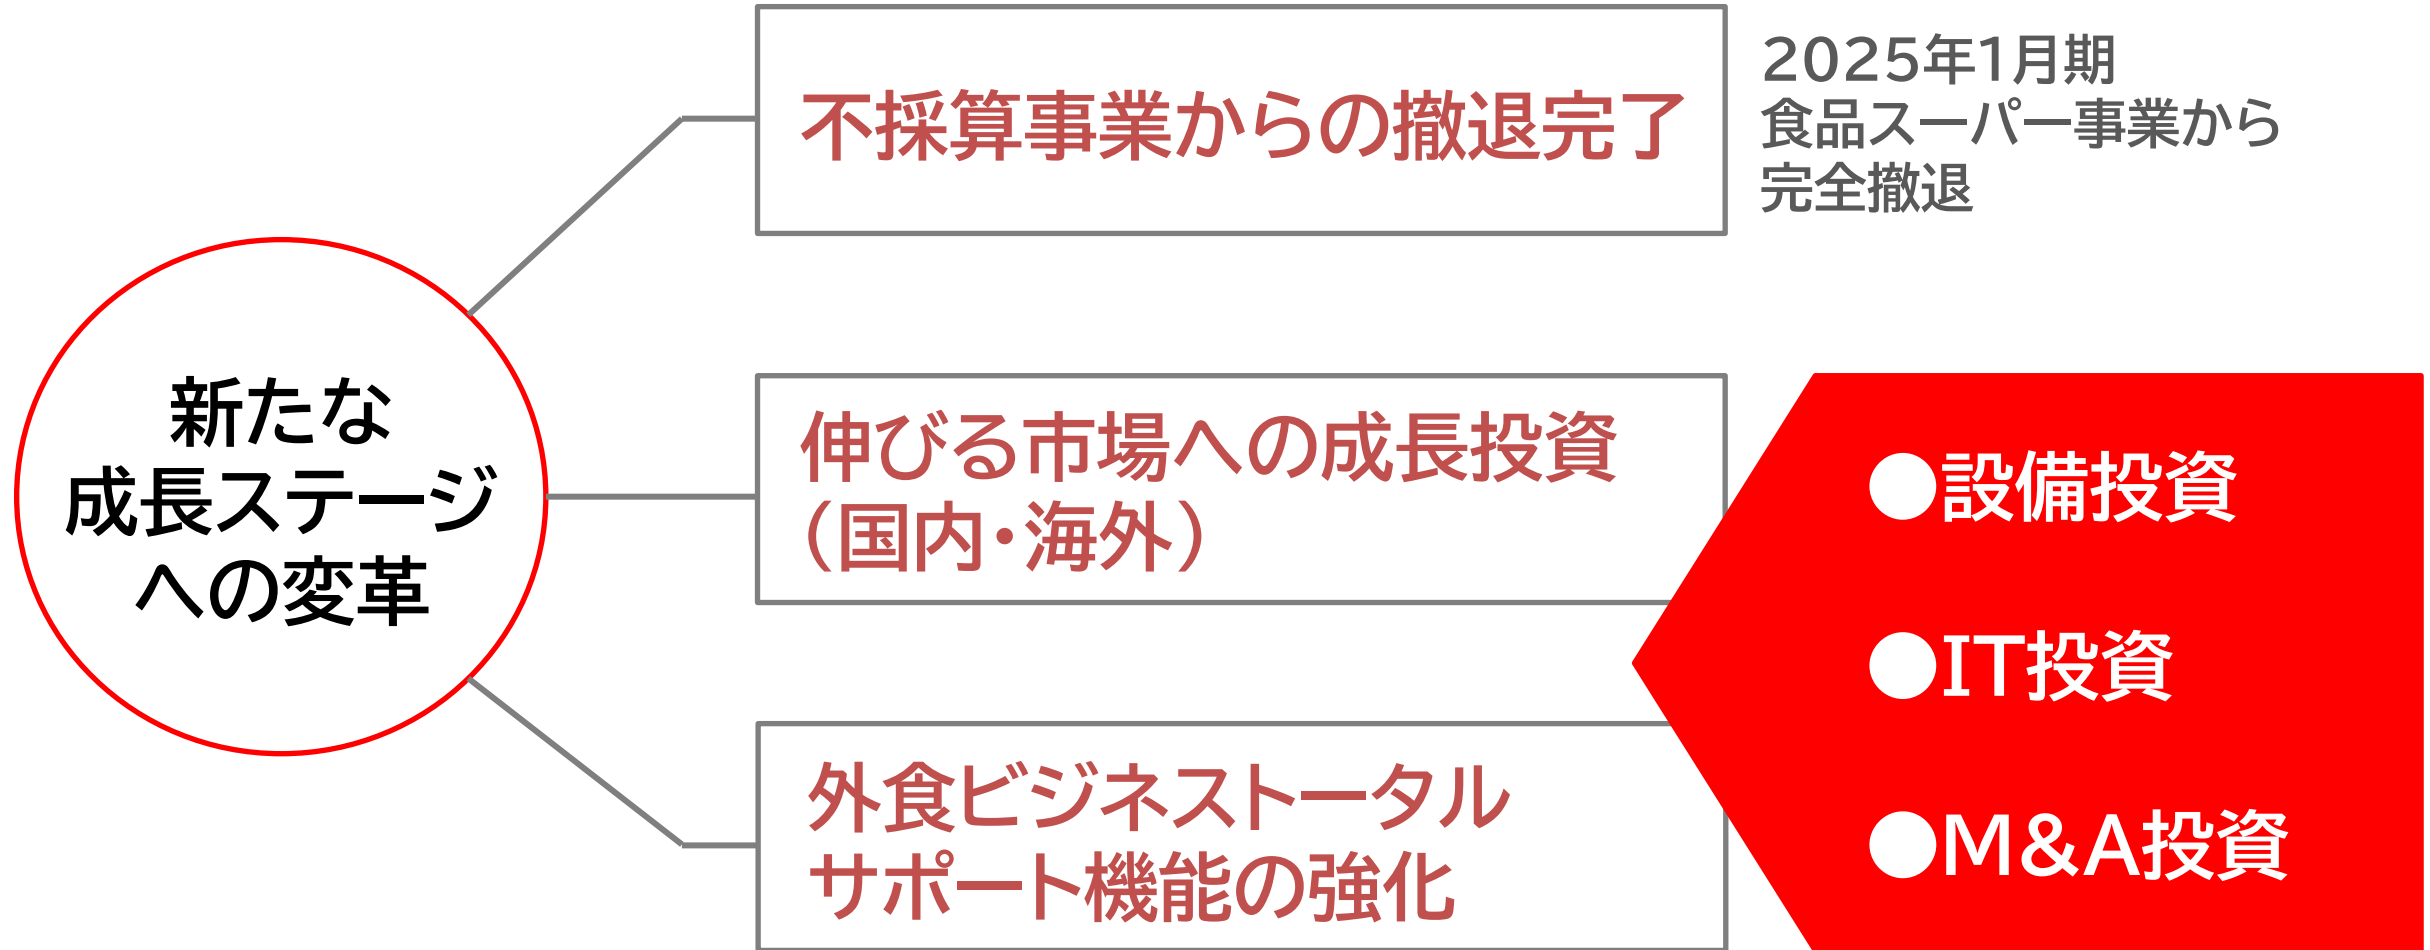 新たな
成長ステージ
への変革
不採算事業からの撤退完了
2025年1月期
食品スーパー事業から
完全撤退
伸びる市場への成長投資
（国内・海外）
外食ビジネストータル
サポート機能の強化
●設備投資
●IT投資
●M&A投資